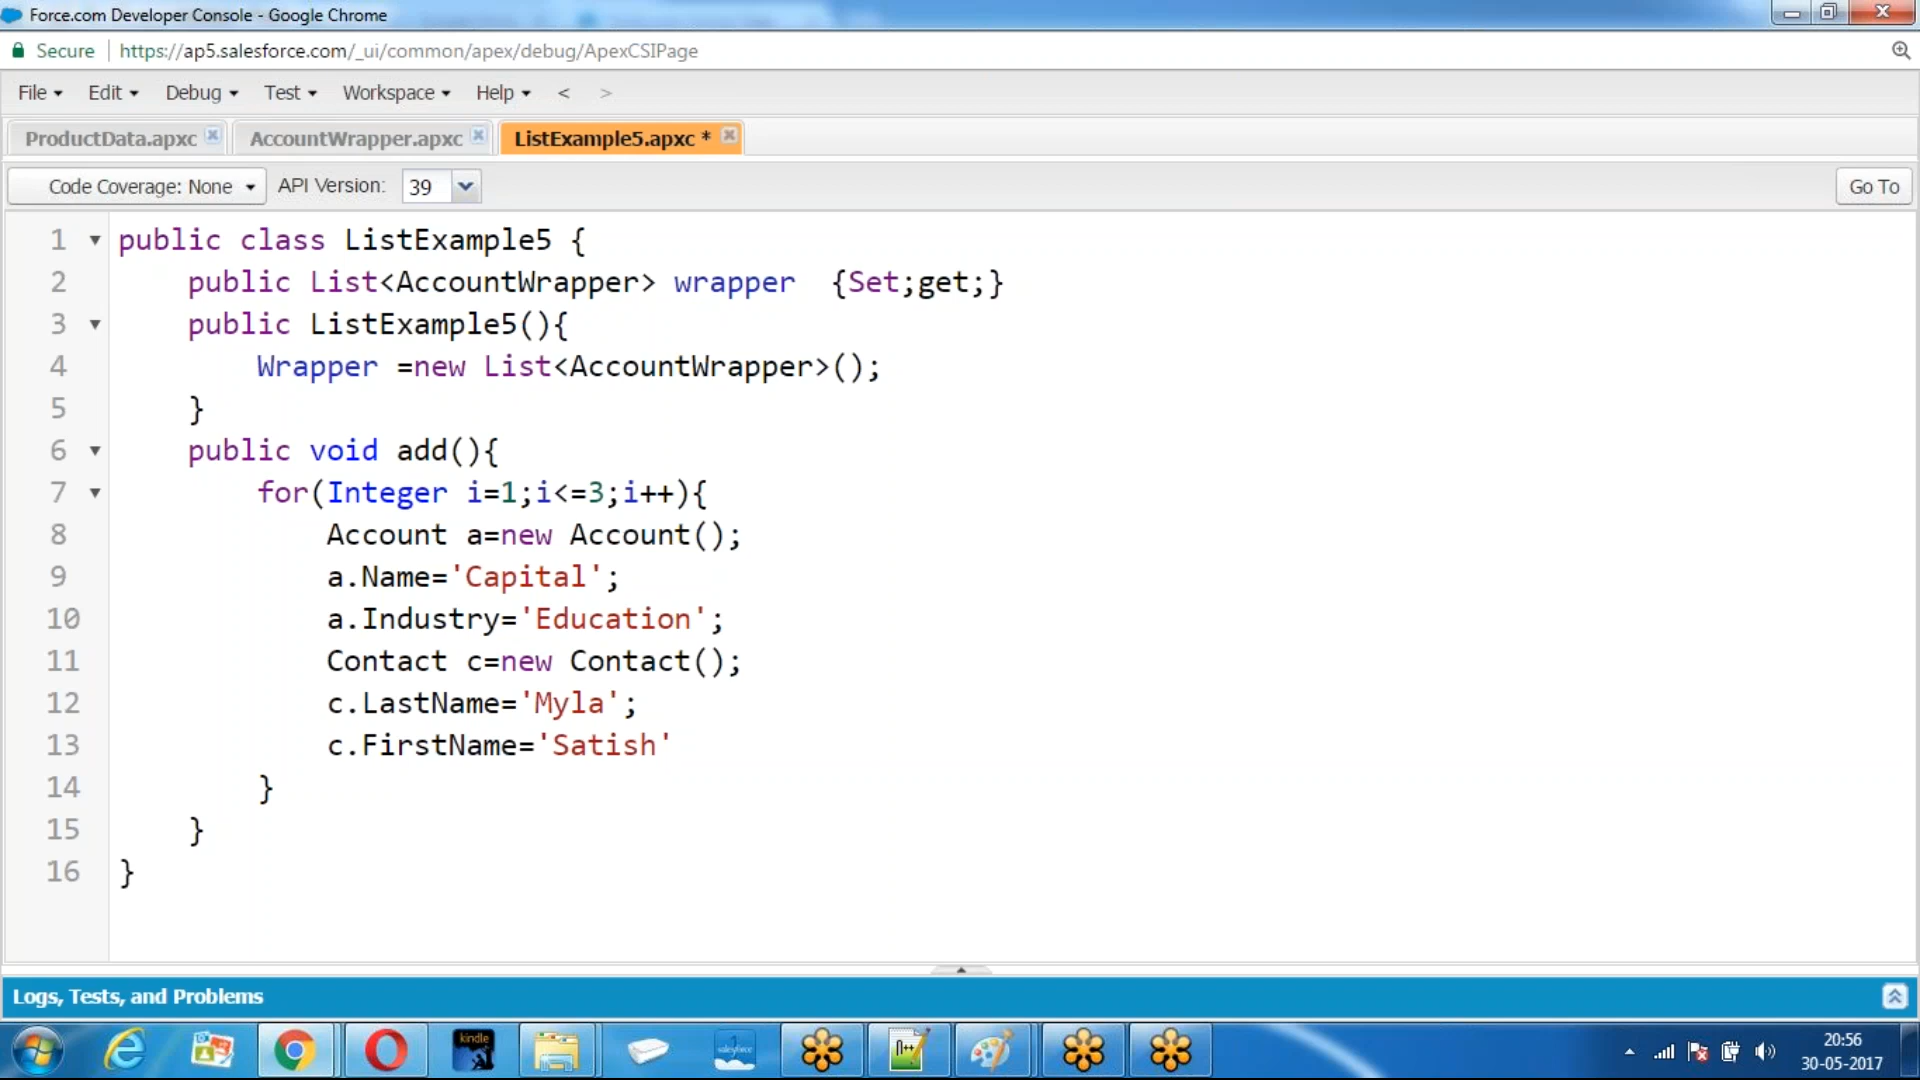 Force.com Developer Console - Google Chrome
Secure https://ap5.salesforce.com/_ui/common/apex/debug/ApexCSIPage
File Edit Debug Test Workspace Help < >
ProductData.apxc AccountWrapper.apxc ListExample5.apxc *
Code Coverage: None API Version: 39 Go To
1 public class ListExample5 {
2 public List<AccountWrapper> wrapper {Set;get;}
3 public ListExample5(){
4 Wrapper =new List<AccountWrapper>();
5 }
6 public void add(){
7 for(Integer i=1;i<=3;i++){
8 Account a=new Account();
9 a.Name='Capital';
10 a.Industry='Education';
11 Contact c=new Contact();
12 c.LastName='Myla';
13 c.FirstName='Satish'
14 }
15 }
16 }
Logs, Tests, and Problems
kindle
salesforce
20:56
30-05-2017